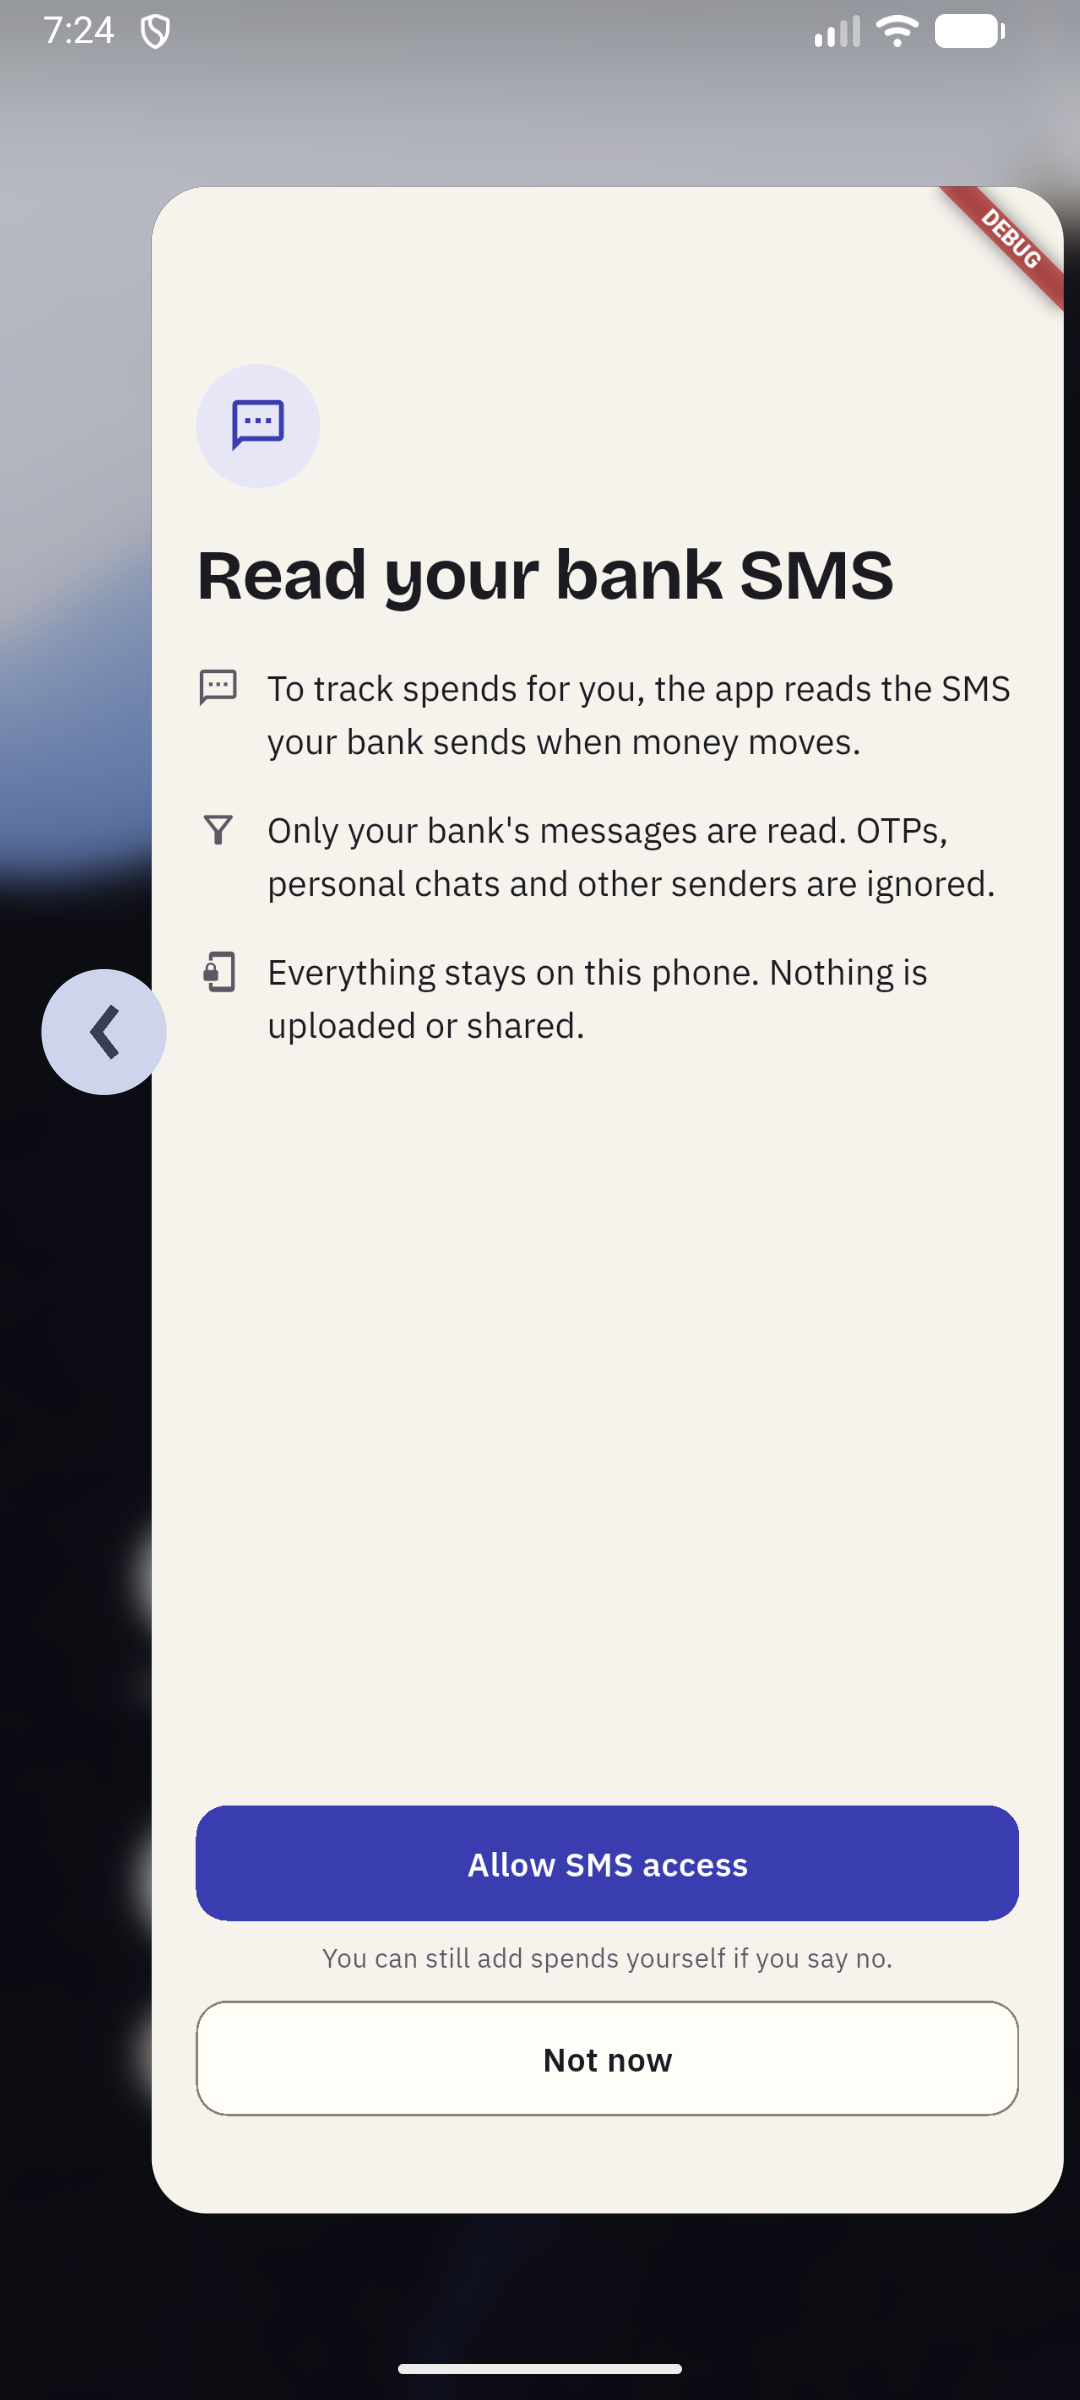 7:24
DEBUG
Read your bank SMS
To track spends for you, the app reads the SMS
your bank sends when money moves.
Only your bank's messages are read. OTPs,
personal chats and other senders are ignored.
Everything stays on this phone. Nothing is
uploaded or shared.
Allow SMS access
You can still add spends yourself if you say no.
Not now